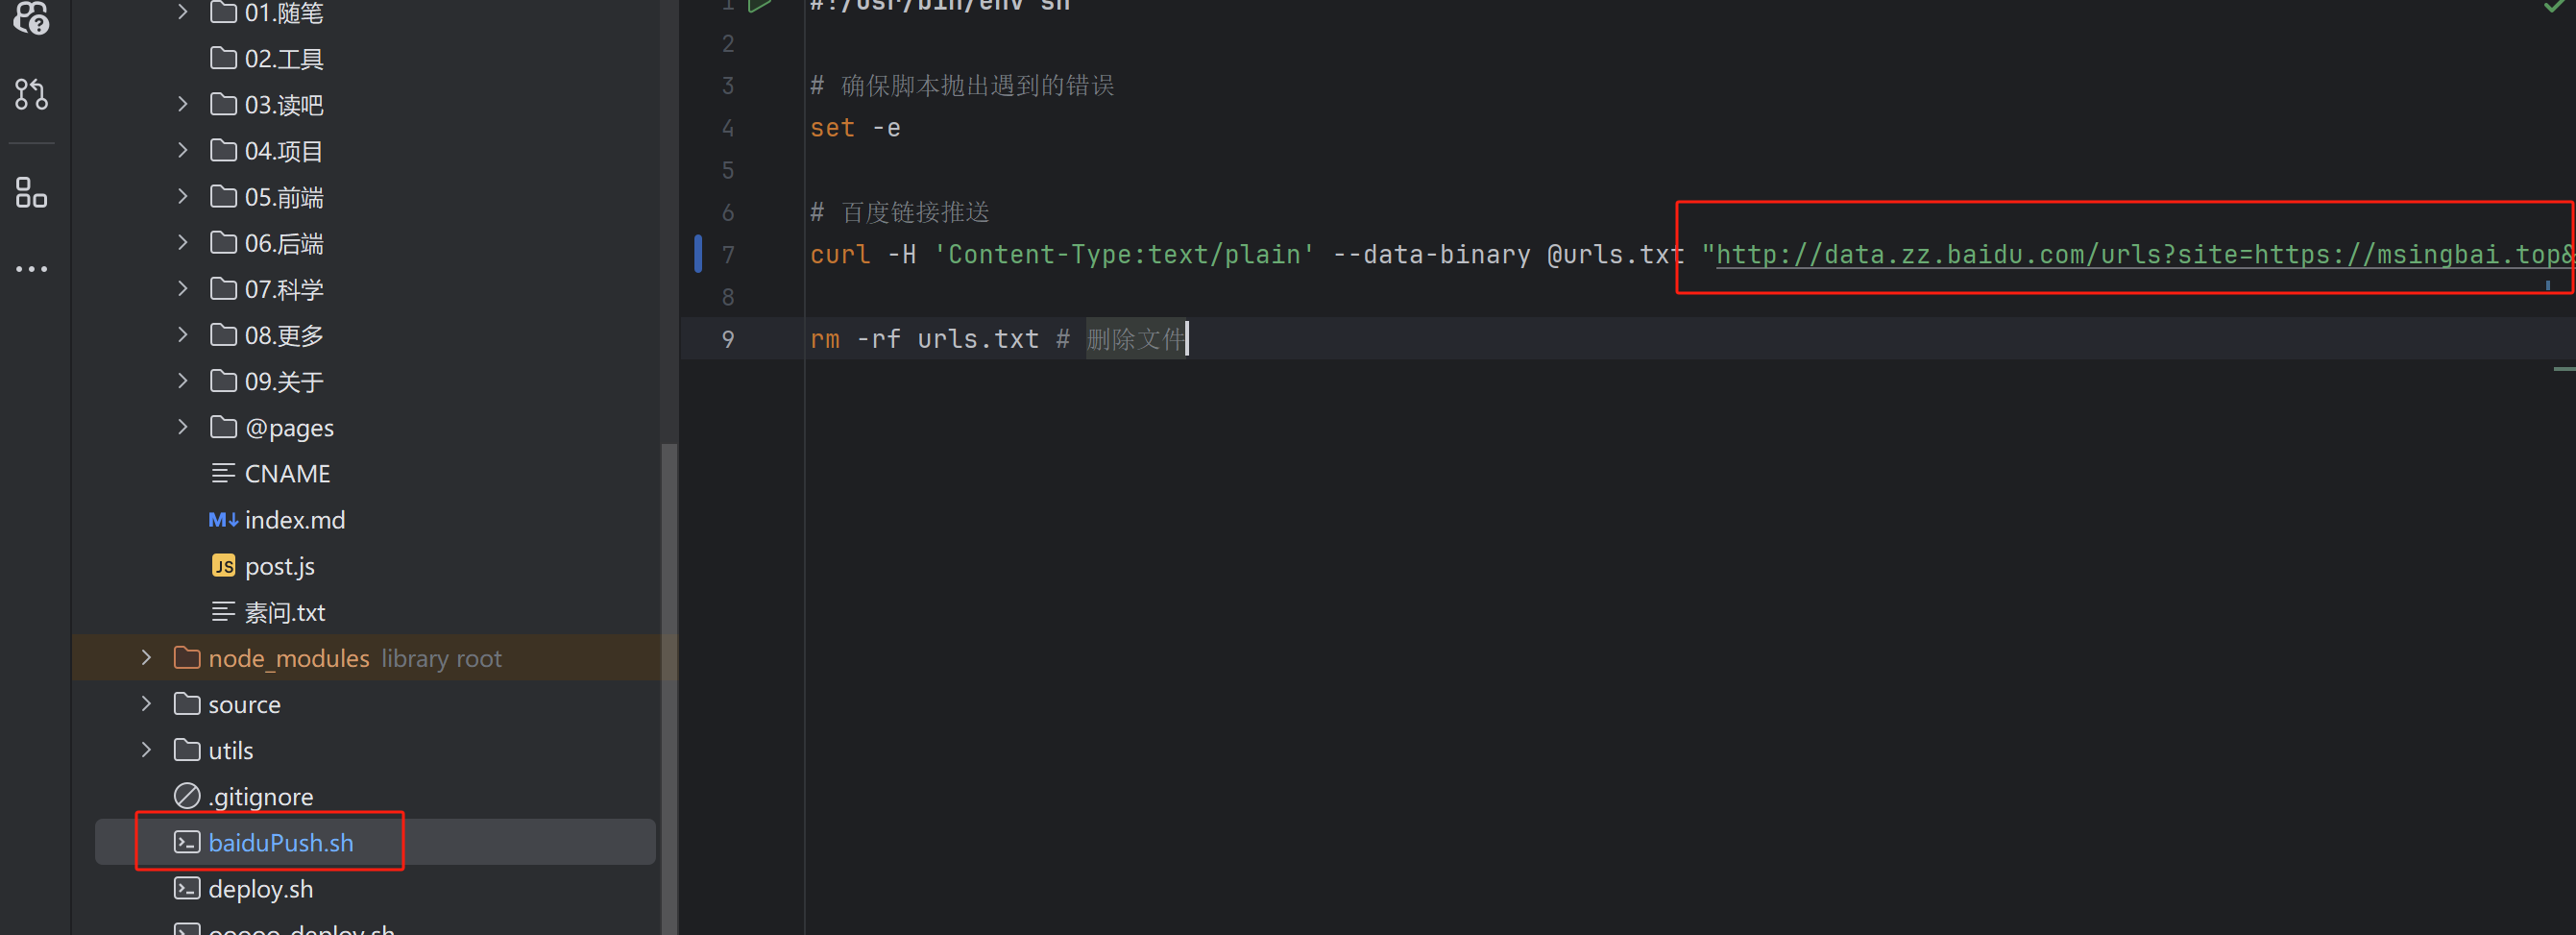 01.随笔
02.工具
03.读吧
04.项目
05.前端
06.后端
07.科学
08.更多
09.关于
@pages
CNAME
index.md
post.js
素问.txt
node_modules library root
source
utils
.gitignore
baiduPush.sh
deploy.sh
1 #!/usr/bin/env sh
2
3 # 确保脚本抛出遇到的错误
4 set -e
5
6 # 百度链接推送
7 curl -H 'Content-Type:text/plain' --data-binary @urls.txt "http://data.zz.baidu.com/urls?site=https://msingbai.top&
8
9 rm -rf urls.txt # 删除文件